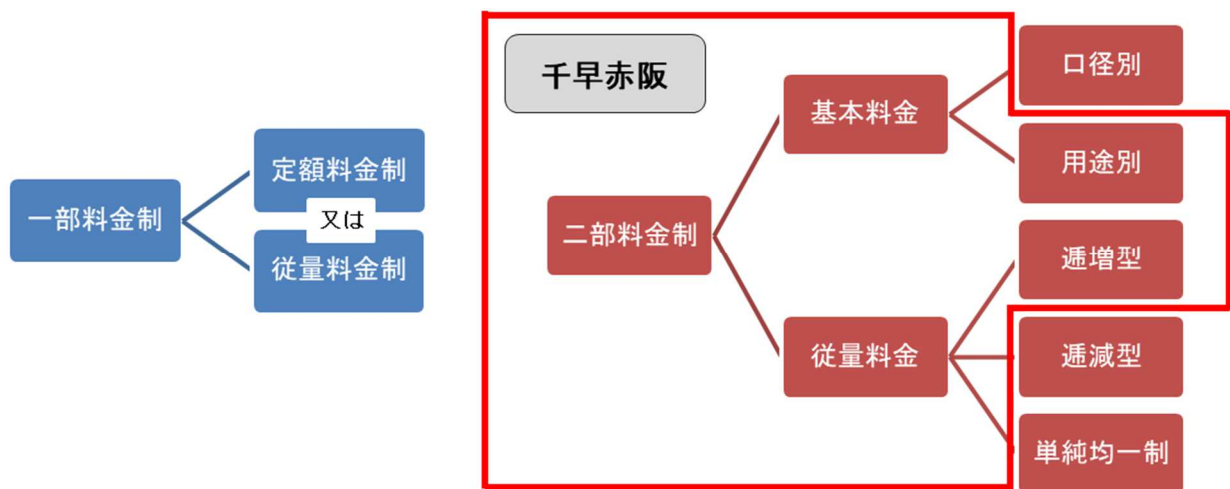 一部料金制
定額料金制
又は
従量料金制
千早赤阪
二部料金制
基本料金
口径別
用途別
従量料金
逓増型
逓減型
単純均一制